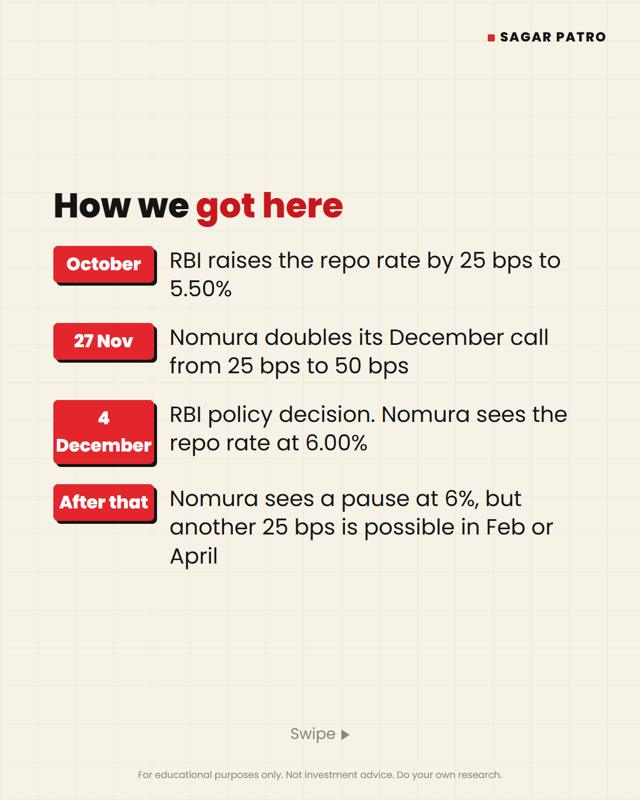 SAGAR PATRO
How we got here
October
RBI raises the repo rate by 25 bps to
5.50%
27 Nov
Nomura doubles its December call
from 25 bps to 50 bps
4
December
RBI policy decision. Nomura sees the
repo rate at 6.00%
After that
Nomura sees a pause at 6%, but
another 25 bps is possible in Feb or
April
Swipe
For educational purposes only. Not investment advice. Do your own research.